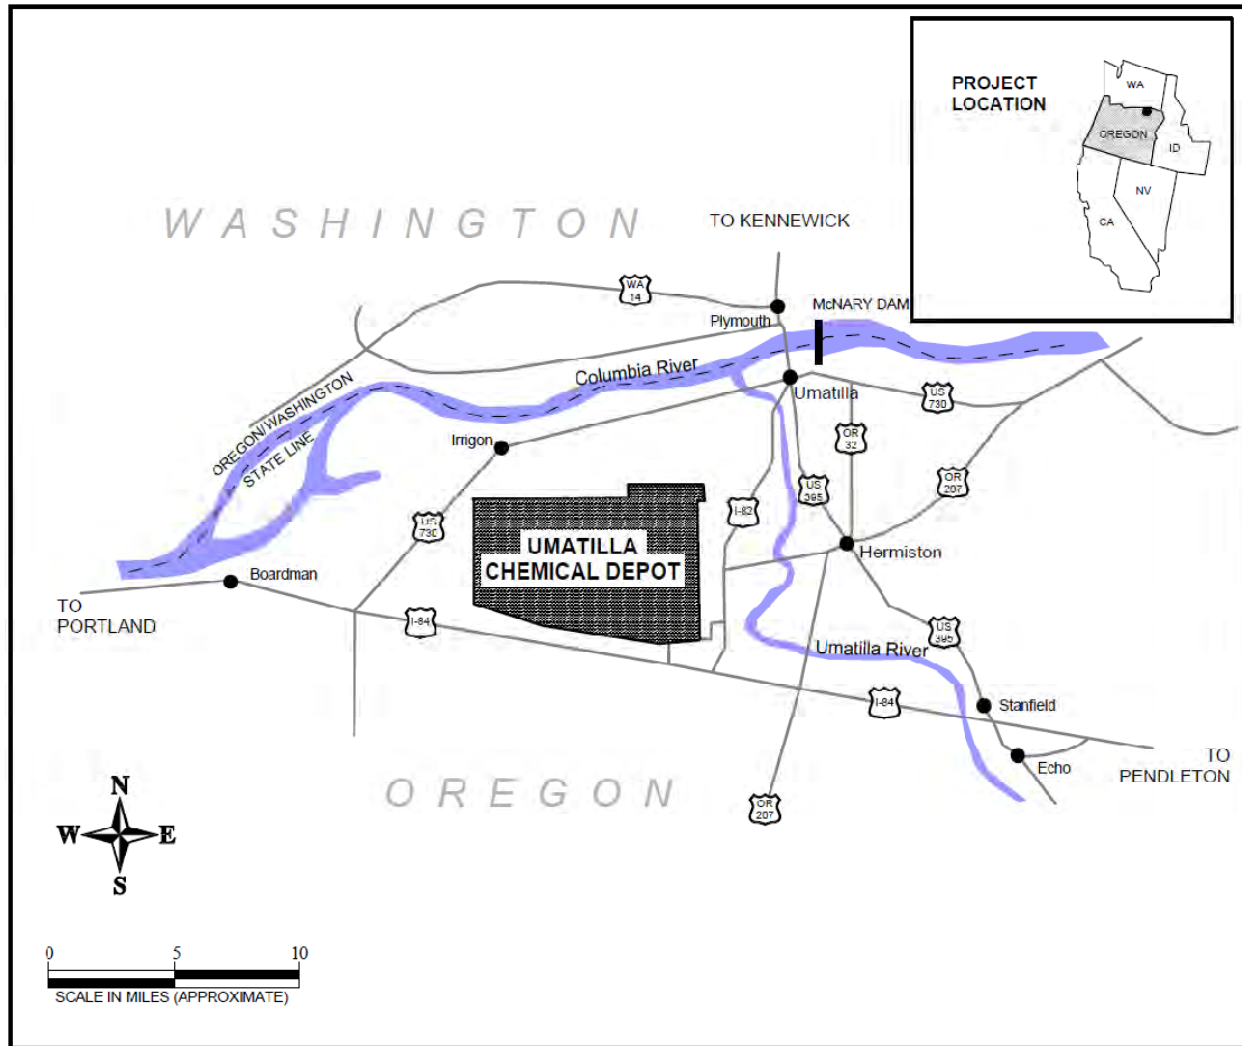 PROJECT
LOCATION
WA
OREGON
ID
NV
CA
WASHINGTON
TO KENNEWICK
WA
14
McNARY DAM
Plymouth
Columbia River
Umatilla
US
730
OREGON/WASHINGTON
STATE LINE
Irrigon
OR
32
OR
207
US
395
I-82
US
730
UMATILLA
CHEMICAL DEPOT
Hermiston
Boardman
TO
PORTLAND
I-84
US
395
Umatilla River
I-84
Stanfield
Echo
TO
PENDLETON
OREGON
OR
207
N
W E
S
0 5 10
SCALE IN MILES (APPROXIMATE)